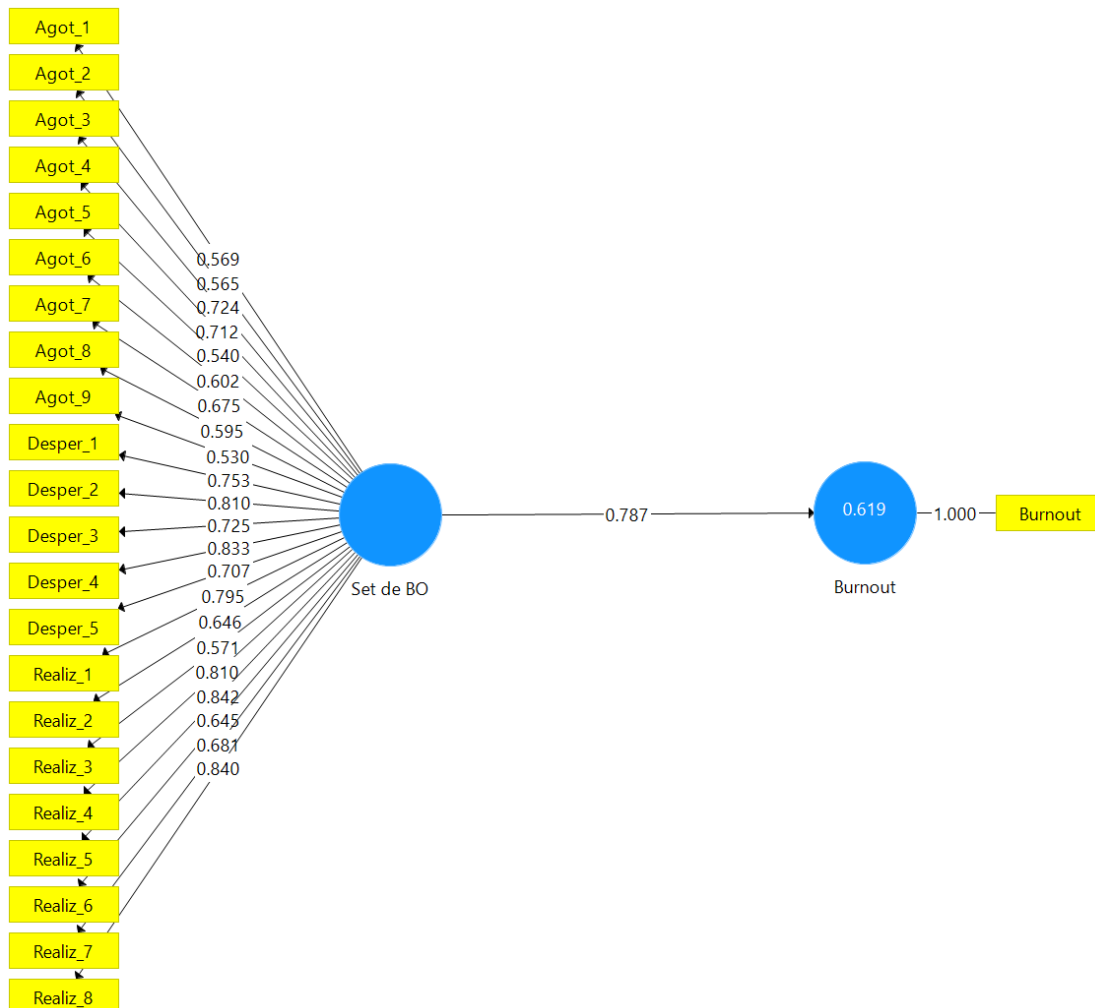 Agot_1
Agot_2
Agot_3
Agot_4
Agot_5
Agot_6
Agot_7
Agot_8
Agot_9
Desper_1
Desper_2
Desper_3
Desper_4
Desper_5
Realiz_1
Realiz_2
Realiz_3
Realiz_4
Realiz_5
Realiz_6
Realiz_7
Realiz_8
0.569
0.565
0.724
0.712
0.540
0.602
0.675
0.595
0.530
0.753
0.810
0.725
0.833
0.707
0.795
0.646
0.571
0.810
0.842
0.645
0.681
0.840
Set de BO
0.787
0.619
Burnout
1.000
Burnout